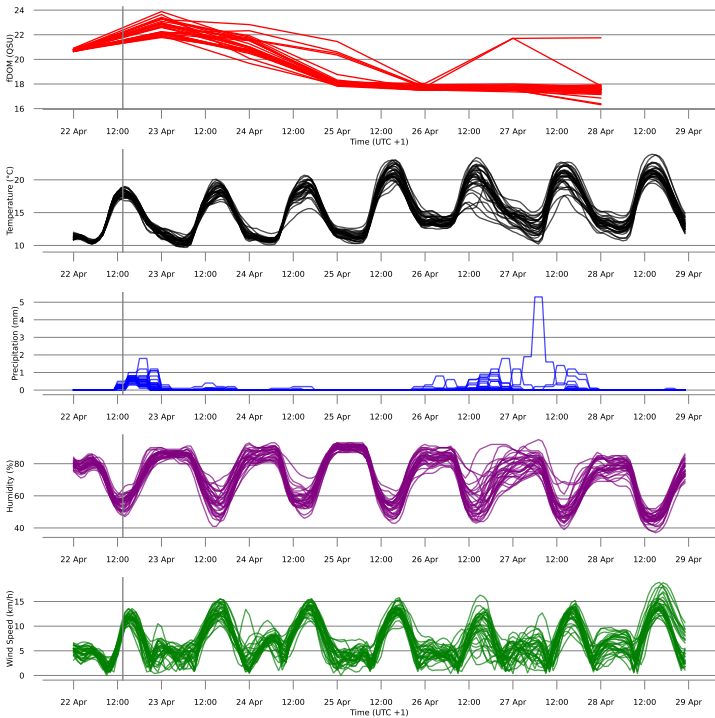 fDOM (QSU)
24
22
20
18
16
22 Apr 12:00 23 Apr 12:00 24 Apr 12:00 25 Apr 12:00 26 Apr 12:00 27 Apr 12:00 28 Apr 12:00 29 Apr
Time (UTC +1)
Temperature (°C)
20
15
10
22 Apr 12:00 23 Apr 12:00 24 Apr 12:00 25 Apr 12:00 26 Apr 12:00 27 Apr 12:00 28 Apr 12:00 29 Apr
Precipitation (mm)
5
4
3
2
1
0
22 Apr 12:00 23 Apr 12:00 24 Apr 12:00 25 Apr 12:00 26 Apr 12:00 27 Apr 12:00 28 Apr 12:00 29 Apr
Humidity (%)
80
60
40
22 Apr 12:00 23 Apr 12:00 24 Apr 12:00 25 Apr 12:00 26 Apr 12:00 27 Apr 12:00 28 Apr 12:00 29 Apr
Wind Speed (km/h)
15
10
5
0
22 Apr 12:00 23 Apr 12:00 24 Apr 12:00 25 Apr 12:00 26 Apr 12:00 27 Apr 12:00 28 Apr 12:00 29 Apr
Time (UTC +1)